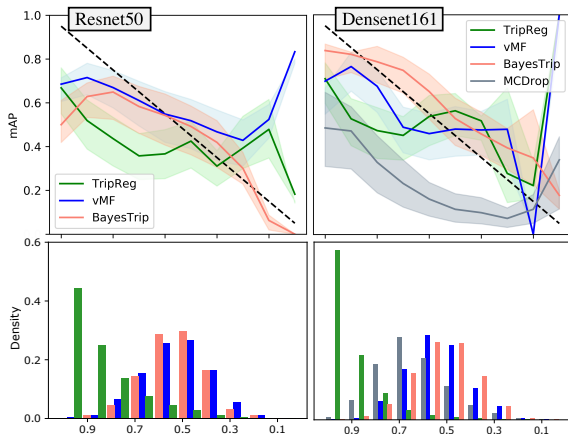 Resnet50
Densenet161
1.0
0.8
0.6
0.4
0.2
mAP
TripReg
vMF
BayesTrip
TripReg
vMF
BayesTrip
MCDrop
0.6
0.4
0.2
0.0
Density
0.9 0.7 0.5 0.3 0.1
0.9 0.7 0.5 0.3 0.1